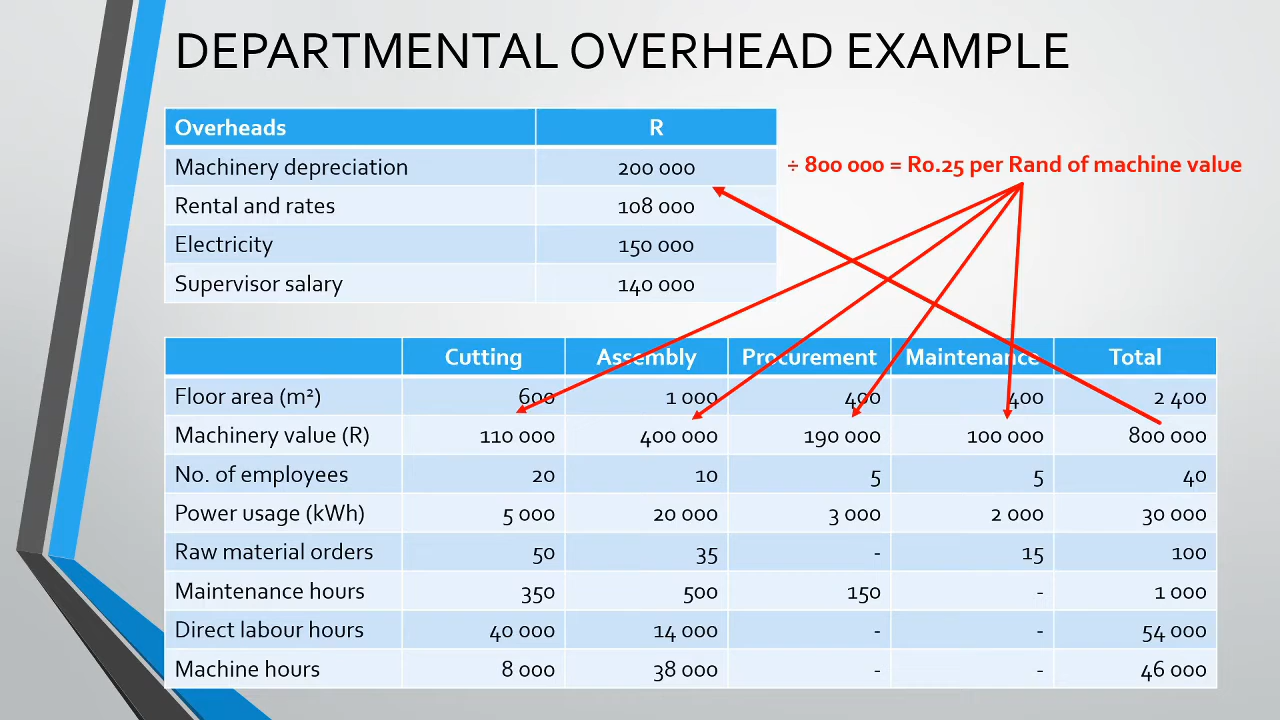 DEPARTMENTAL OVERHEAD EXAMPLE
Overheads R
Machinery depreciation 200 000
÷ 800 000 = R0.25 per Rand of machine value
Rental and rates 108 000
Electricity 150 000
Supervisor salary 140 000
Cutting Assembly Procurement Maintenance Total
Floor area (m²) 600 1 000 400 400 2 400
Machinery value (R) 110 000 400 000 190 000 100 000 800 000
No. of employees 20 10 5 5 40
Power usage (kWh) 5 000 20 000 3 000 2 000 30 000
Raw material orders 50 35 - 15 100
Maintenance hours 350 500 150 - 1 000
Direct labour hours 40 000 14 000 - - 54 000
Machine hours 8 000 38 000 - - 46 000